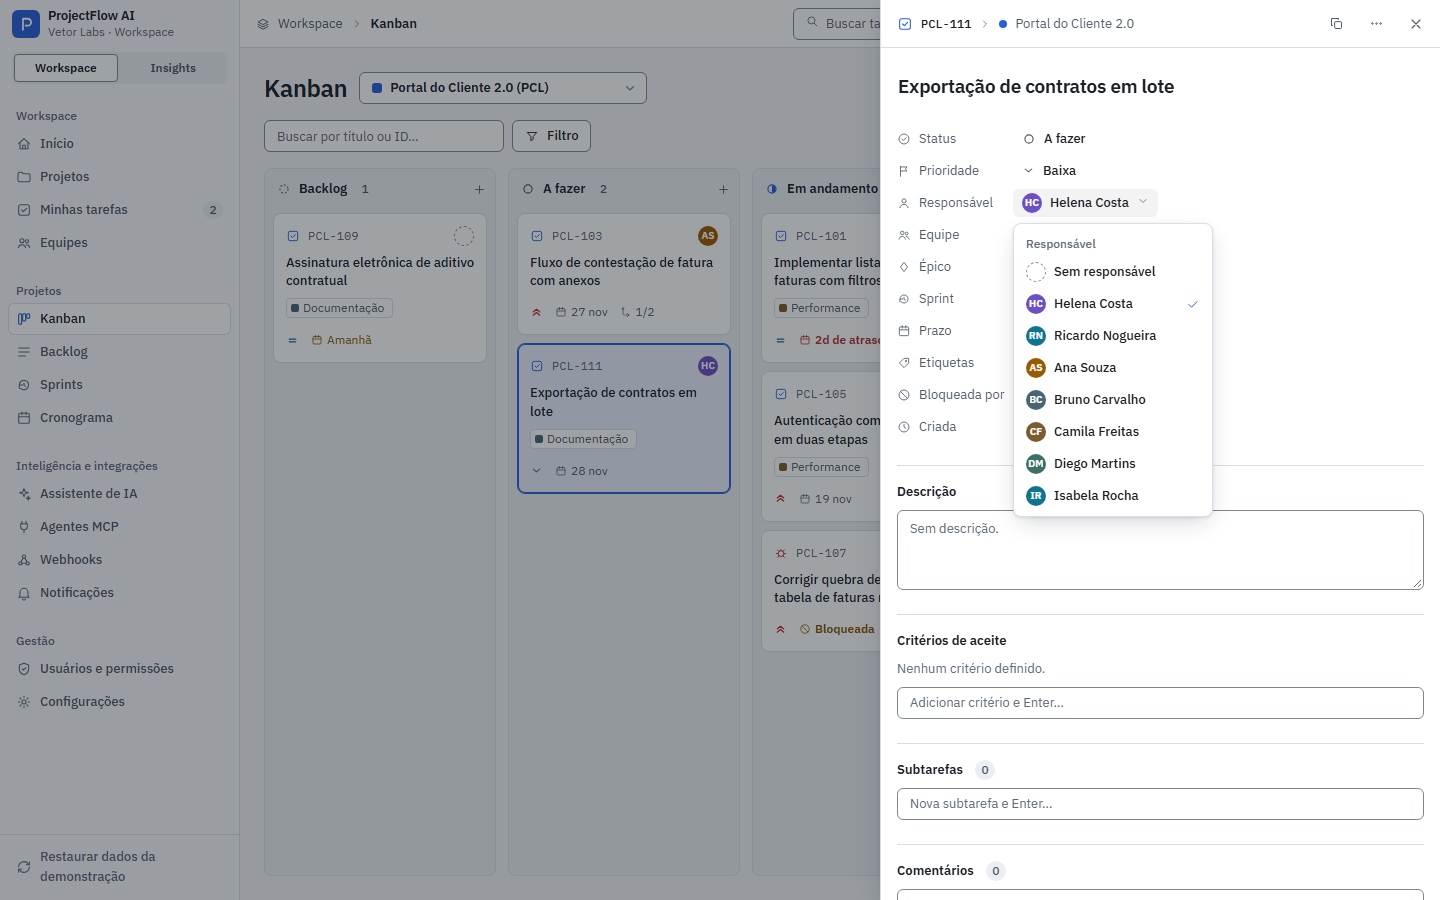 ProjectFlow AI
Vetor Labs · Workspace
Workspace
Insights
Workspace
Início
Projetos
Minhas tarefas
2
Equipes
Projetos
Kanban
Backlog
Sprints
Cronograma
Inteligência e integrações
Assistente de IA
Agentes MCP
Webhooks
Notificações
Gestão
Usuários e permissões
Configurações
Restaurar dados da
demonstração
Workspace
Kanban
Buscar
Kanban
Portal do Cliente 2.0 (PCL)
Buscar por título ou ID...
Filtro
Backlog 1
PCL-109
Assinatura eletrônica de aditivo
contratual
Documentação
Amanhã
A fazer 2
PCL-103
AS
Fluxo de contestação de fatura
com anexos
27 nov
1/2
PCL-111
HC
Exportação de contratos em
lote
Documentação
28 nov
Em andamento
PCL-101
Implementar lista
faturas com filtros
Performance
2d de atraso
PCL-105
Autenticação com
em duas etapas
Performance
19 nov
PCL-107
Corrigir quebra de
tabela de faturas
Bloqueada
PCL-111
Portal do Cliente 2.0
Exportação de contratos em lote
Status
A fazer
Prioridade
Baixa
Responsável
HC Helena Costa
Equipe
Épico
Sprint
Prazo
Etiquetas
Bloqueada por
Criada
Responsável
Sem responsável
HC Helena Costa
RN Ricardo Nogueira
AS Ana Souza
BC Bruno Carvalho
CF Camila Freitas
DM Diego Martins
IR Isabela Rocha
Descrição
Sem descrição.
Critérios de aceite
Nenhum critério definido.
Adicionar critério e Enter...
Subtarefas 0
Nova subtarefa e Enter...
Comentários 0